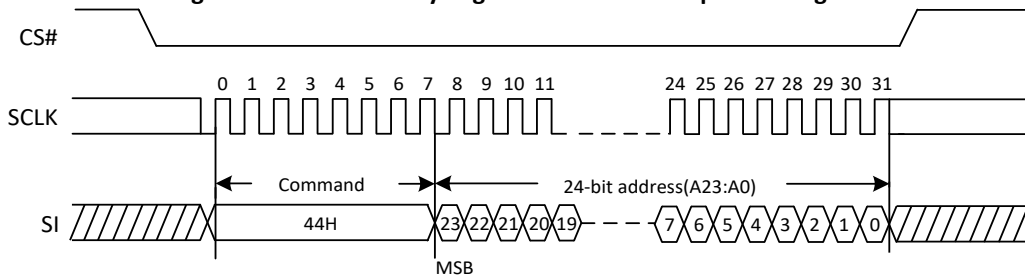 CS#
0 1 2 3 4 5 6 7 8 9 10 11 24 25 26 27 28 29 30 31
SCLK
Command 24-bit address(A23:A0)
SI 44H 23 22 21 20 19 7 6 5 4 3 2 1 0
MSB